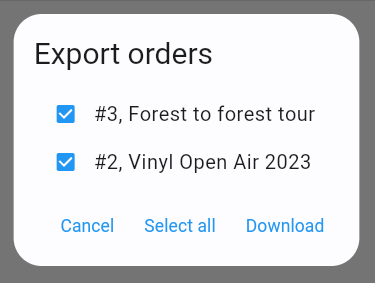 Export orders
#3, Forest to forest tour
#2, Vinyl Open Air 2023
Cancel Select all Download